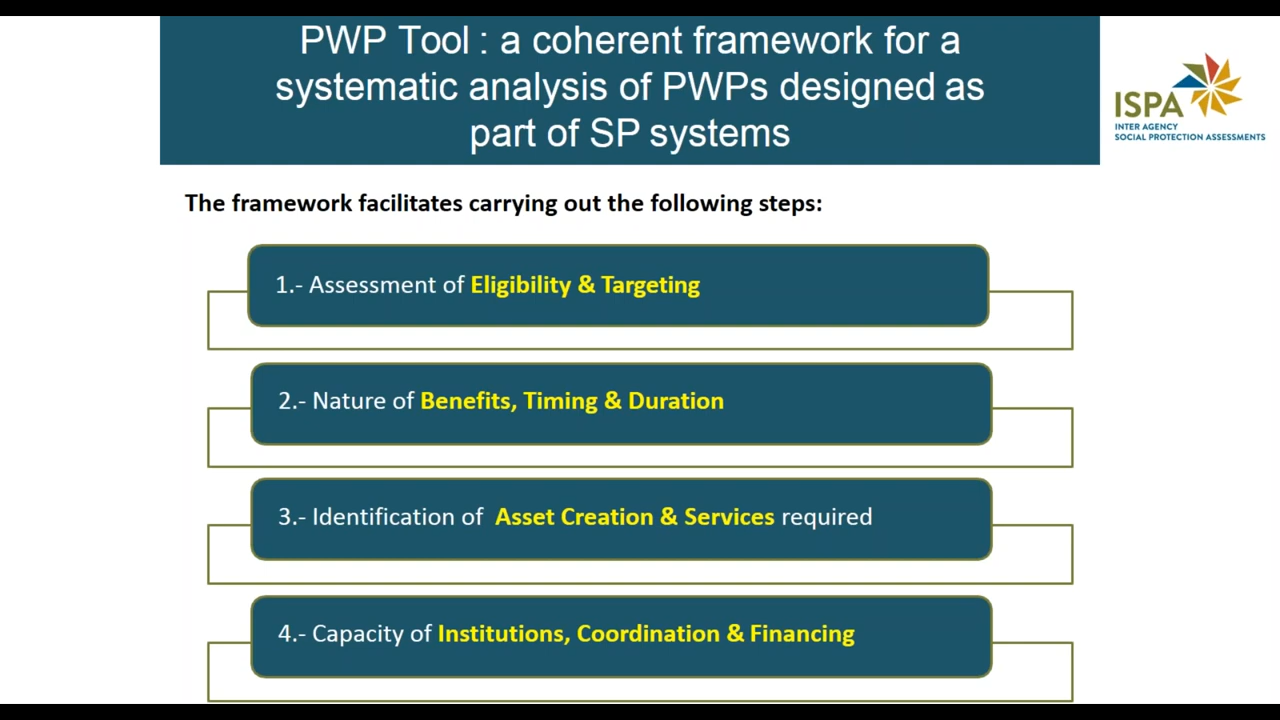 PWP Tool : a coherent framework for a
systematic analysis of PWPs designed as
part of SP systems
ISPA
INTER AGENCY
SOCIAL PROTECTION ASSESSMENTS
The framework facilitates carrying out the following steps:
1.- Assessment of Eligibility & Targeting
2.- Nature of Benefits, Timing & Duration
3.- Identification of Asset Creation & Services required
4.- Capacity of Institutions, Coordination & Financing